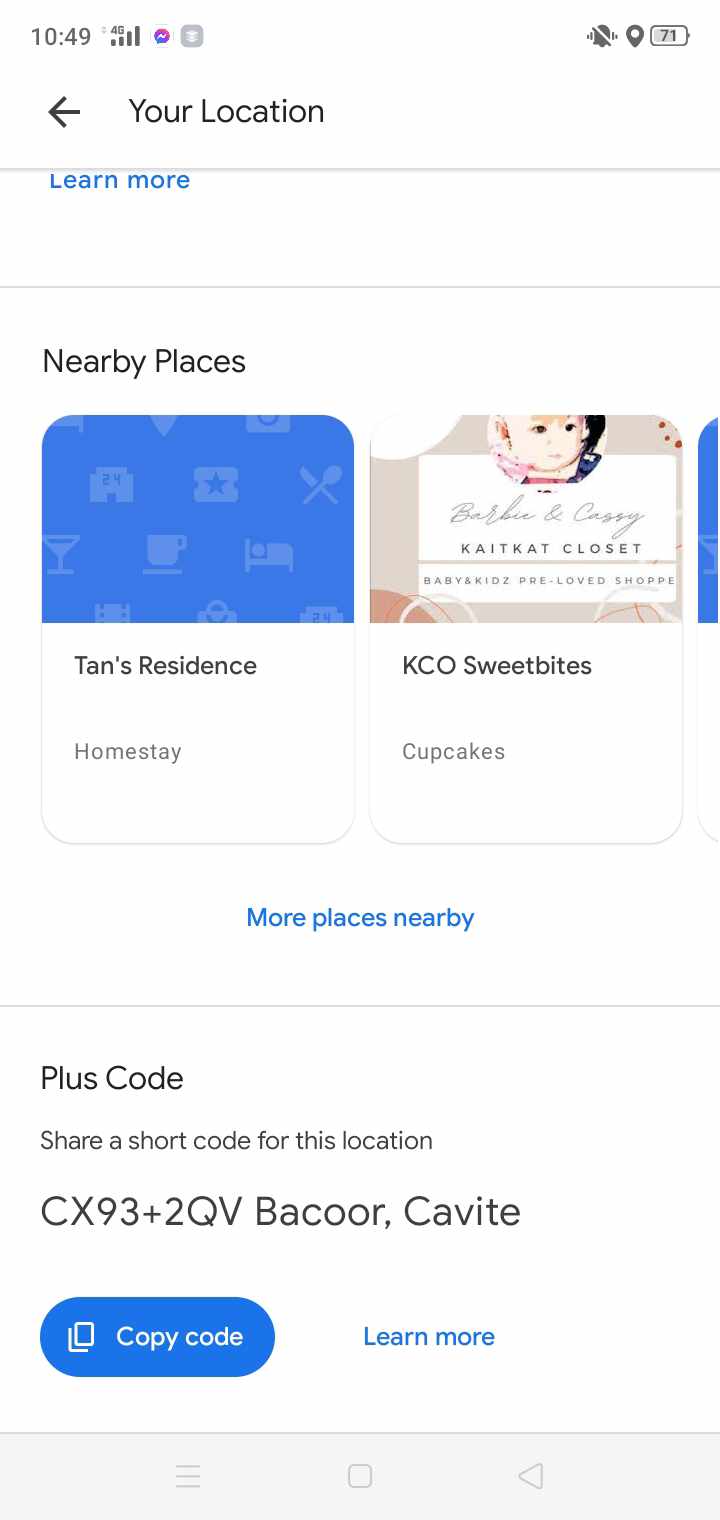 10:49 4G 71
Your Location
Learn more
Nearby Places
24
24
Barbie & Cassy
KAITKAT CLOSET
BABY&KIDZ PRE-LOVED SHOPPE
Tan's Residence
KCO Sweetbites
Homestay
Cupcakes
More places nearby
Plus Code
Share a short code for this location
CX93+2QV Bacoor, Cavite
Copy code
Learn more